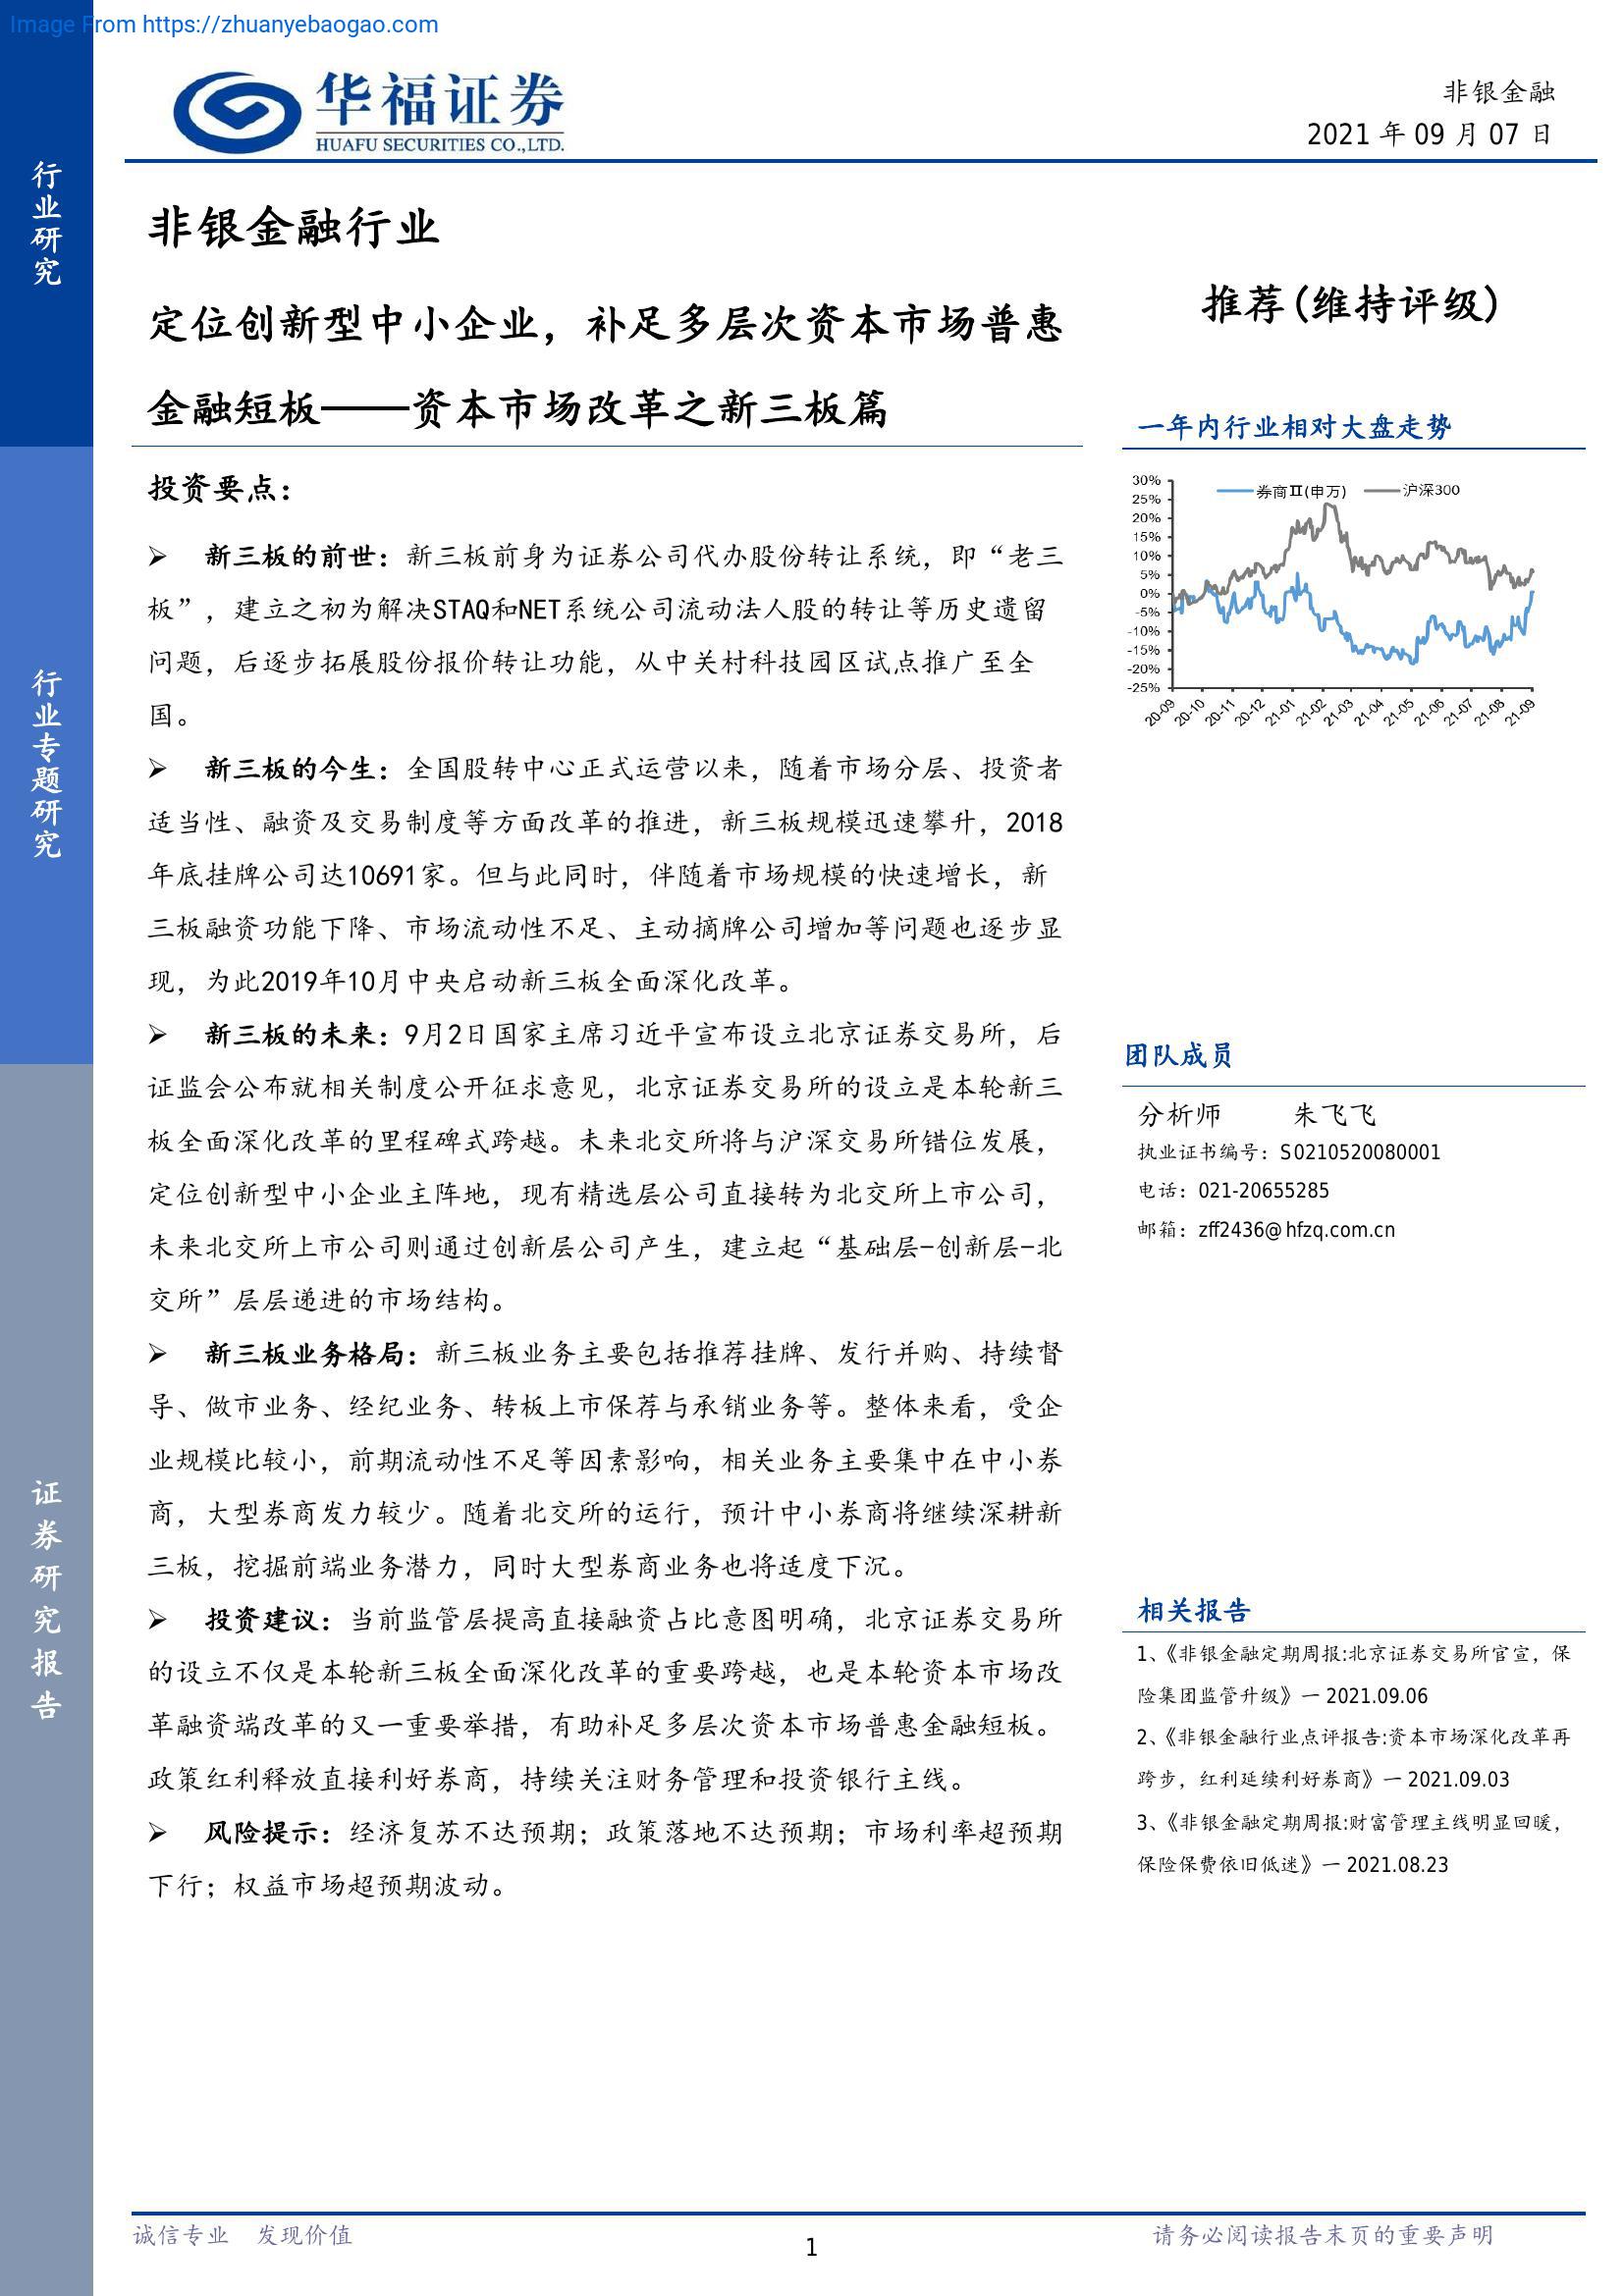 Image From https://zhuanyebaogao.com
华福证券
HUAFU SECURITIES CO.,LTD.
非银金融
2021 年 09 月 07 日
行业研究
行业专题研究
证券研究报告
非银金融行业
定位创新型中小企业，补足多层次资本市场普惠
金融短板——资本市场改革之新三板篇
投资要点：
➢ 新三板的前世：新三板前身为证券公司代办股份转让系统，即“老三
板”，建立之初为解决STAQ和NET系统公司流动法人股的转让等历史遗留
问题，后逐步拓展股份报价转让功能，从中关村科技园区试点推广至全
国。
➢ 新三板的今生：全国股转中心正式运营以来，随着市场分层、投资者
适当性、融资及交易制度等方面改革的推进，新三板规模迅速攀升，2018
年底挂牌公司达10691家。但与此同时，伴随着市场规模的快速增长，新
三板融资功能下降、市场流动性不足、主动摘牌公司增加等问题也逐步显
现，为此2019年10月中央启动新三板全面深化改革。
➢ 新三板的未来：9月2日国家主席习近平宣布设立北京证券交易所，后
证监会公布就相关制度公开征求意见，北京证券交易所的设立是本轮新三
板全面深化改革的里程碑式跨越。未来北交所将与沪深交易所错位发展，
定位创新型中小企业主阵地，现有精选层公司直接转为北交所上市公司，
未来北交所上市公司则通过创新层公司产生，建立起“基础层-创新层-北
交所”层层递进的市场结构。
➢ 新三板业务格局：新三板业务主要包括推荐挂牌、发行并购、持续督
导、做市业务、经纪业务、转板上市保荐与承销业务等。整体来看，受企
业规模比较小，前期流动性不足等因素影响，相关业务主要集中在中小券
商，大型券商发力较少。随着北交所的运行，预计中小券商将继续深耕新
三板，挖掘前端业务潜力，同时大型券商业务也将适度下沉。
➢ 投资建议：当前监管层提高直接融资占比意图明确，北京证券交易所
的设立不仅是本轮新三板全面深化改革的重要跨越，也是本轮资本市场改
革融资端改革的又一重要举措，有助补足多层次资本市场普惠金融短板。
政策红利释放直接利好券商，持续关注财务管理和投资银行主线。
➢ 风险提示：经济复苏不达预期；政策落地不达预期；市场利率超预期
下行；权益市场超预期波动。
推荐(维持评级)
一年内行业相对大盘走势
券商Ⅱ(申万) 沪深300
30%
25%
20%
15%
10%
5%
0%
-5%
-10%
-15%
-20%
-25%
20-09 20-10 20-11 20-12 21-01 21-02 21-03 21-04 21-05 21-06 21-07 21-08 21-09
团队成员
分析师 朱飞飞
执业证书编号：S0210520080001
电话：021-20655285
邮箱：zff2436@hfzq.com.cn
相关报告
1、《非银金融定期周报:北京证券交易所官宣，保
险集团监管升级》一 2021.09.06
2、《非银金融行业点评报告:资本市场深化改革再
跨步，红利延续利好券商》一 2021.09.03
3、《非银金融定期周报:财富管理主线明显回暖，
保险保费依旧低迷》一 2021.08.23
诚信专业 发现价值
1
请务必阅读报告末页的重要声明